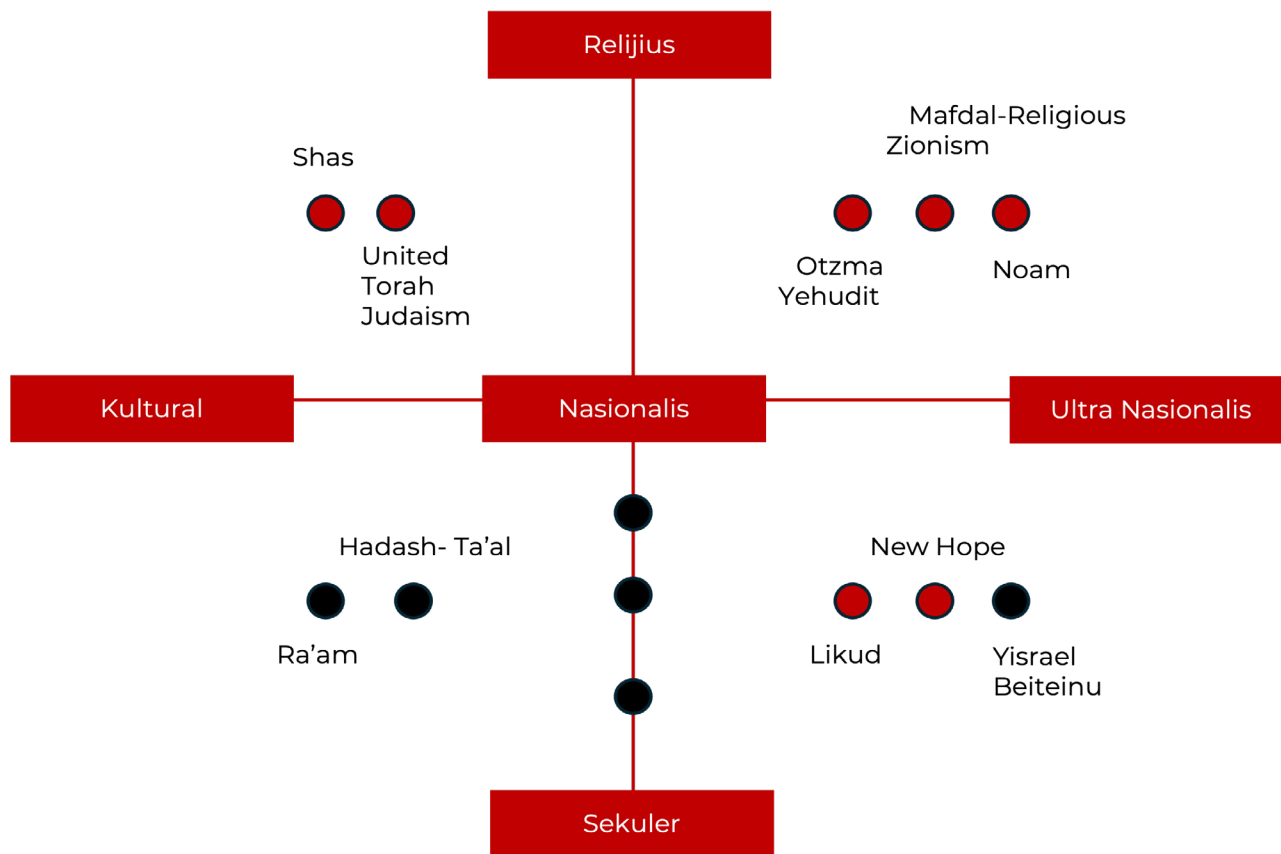 Relijius
Mafdal-Religious
Zionism
Shas
United
Torah
Judaism
Otzma
Yehudit
Noam
Kultural
Nasionalis
Ultra Nasionalis
Hadash- Ta’al
New Hope
Ra’am
Likud
Yisrael
Beiteinu
Sekuler